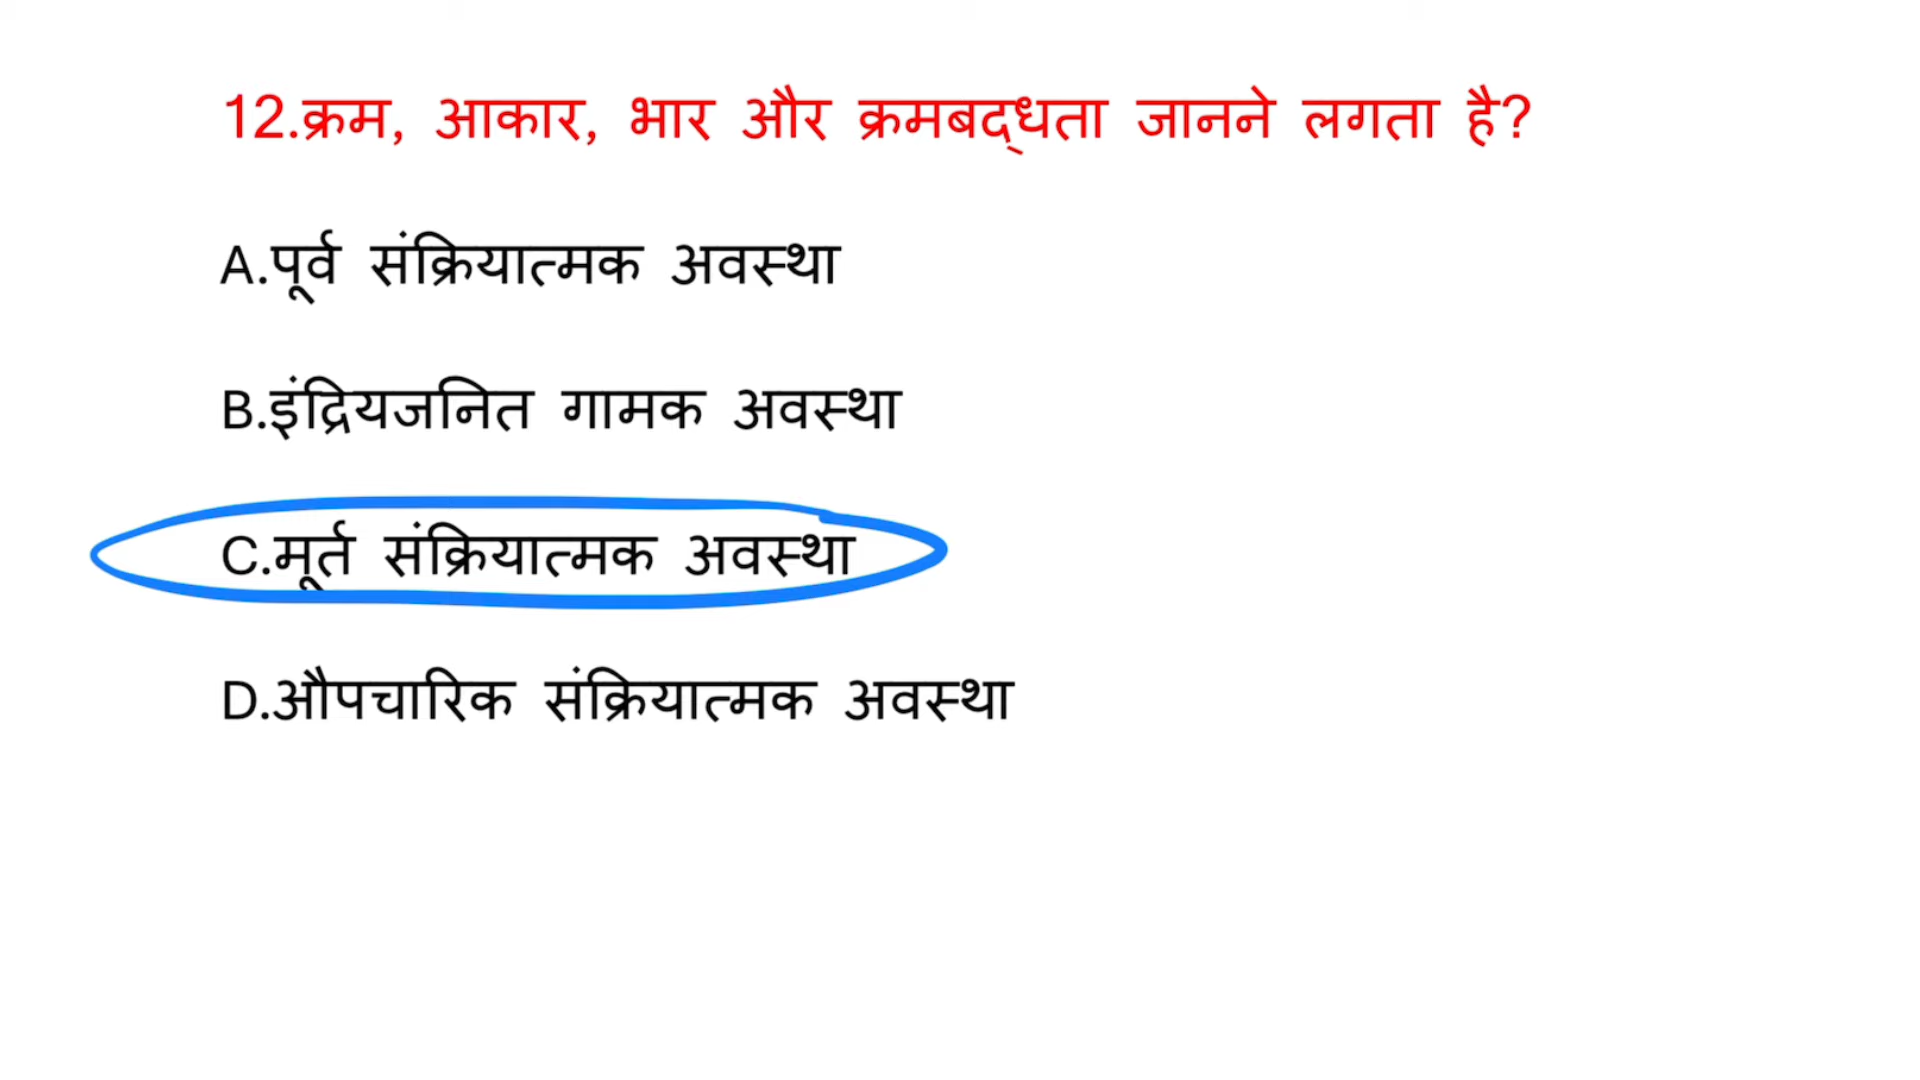 12.क्रम, आकार, भार और क्रमबद्धता जानने लगता है?
A.पूर्व संक्रियात्मक अवस्था
B.इंद्रियजनित गामक अवस्था
C.मूर्त संक्रियात्मक अवस्था
D.औपचारिक संक्रियात्मक अवस्था